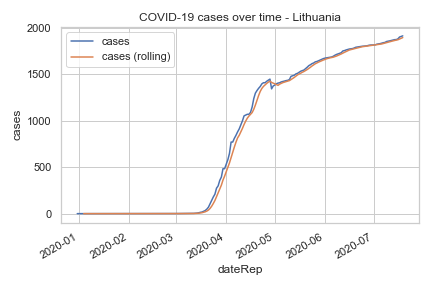 COVID-19 cases over time - Lithuania
cases
cases (rolling)
2000
1500
1000
500
0
cases
2020-01
2020-02
2020-03
2020-04
2020-05
2020-06
2020-07
dateRep